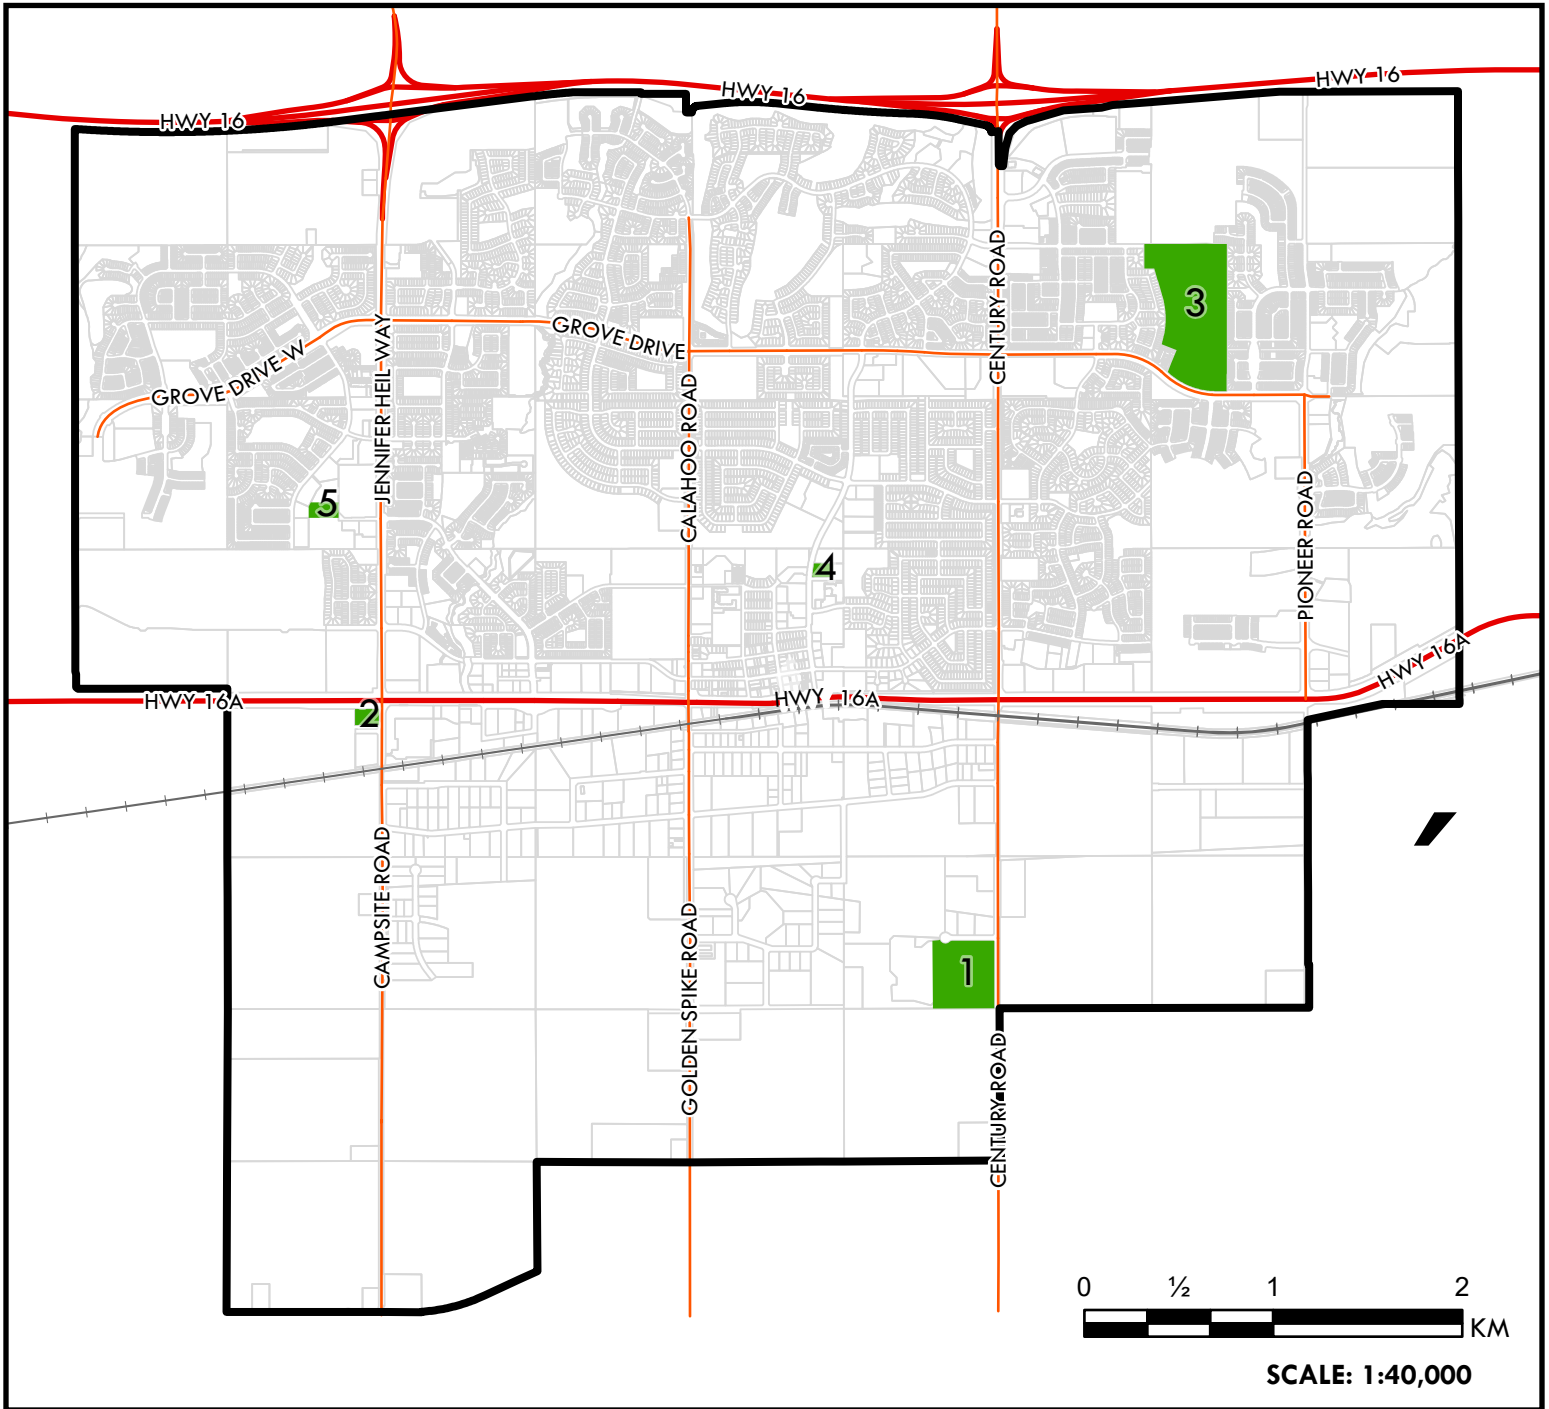 HWY 16
HWY 16
HWY 16
CENTURY ROAD
3
GROVE DRIVE
JENNIFER HEIL WAY
GROVE DRIVE W
CALAHOO ROAD
PIONEER ROAD
5
4
HWY 16A
HWY 16A
HWY 16A
2
CAMPSITE ROAD
GOLDEN SPIKE ROAD
1
CENTURY ROAD
0 ½ 1 2
KM
SCALE: 1:40,000